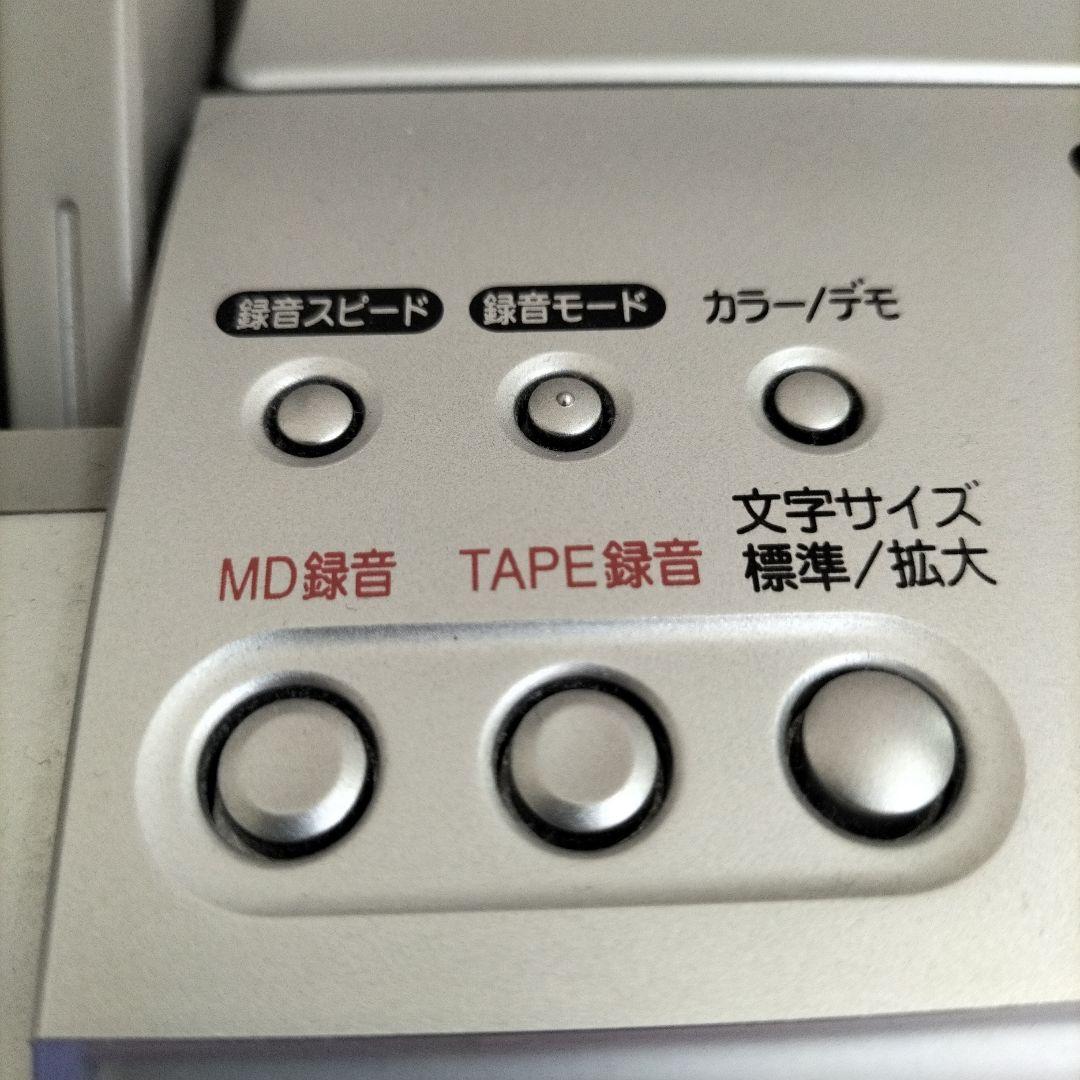 録音スピード
録音モード
カラー/デモ
MD録音
TAPE録音
文字サイズ
標準/拡大